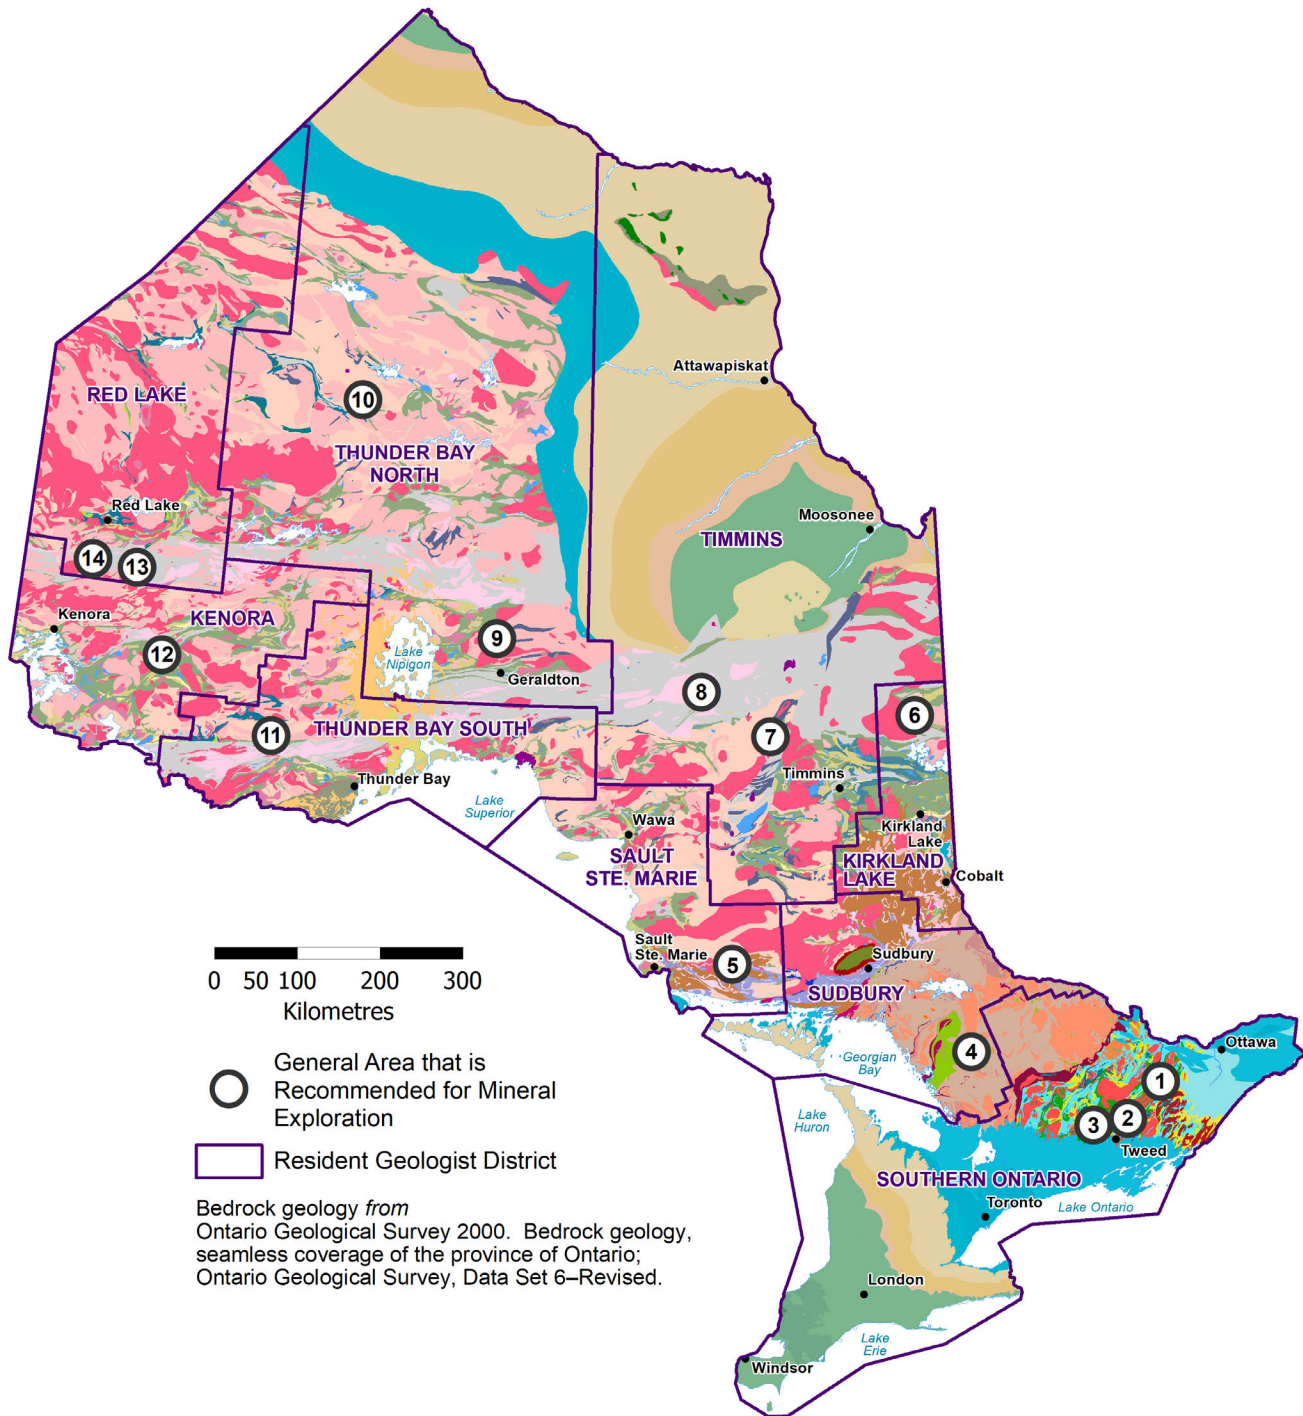 Attawapiskat
RED LAKE
10
THUNDER BAY
NORTH
Red Lake
Moosonee
TIMMINS
14
13
Kenora
KENORA
9
12
Lake
Nipigon
Geraldton
8
6
11
THUNDER BAY SOUTH
7
Thunder Bay
Timmins
Lake
Superior
Wawa
Kirkland
Lake
SAULT
STE. MARIE
KIRKLAND
LAKE
Cobalt
Sault
Ste. Marie
5
Sudbury
SUDBURY
0 50 100 200 300
Kilometres
4
Georgian
Bay
Ottawa
1
2
3
Tweed
General Area that is
Recommended for Mineral
Exploration
Lake
Huron
Resident Geologist District
SOUTHERN ONTARIO
Toronto
Lake Ontario
Bedrock geology from
Ontario Geological Survey 2000.  Bedrock geology,
seamless coverage of the province of Ontario;
Ontario Geological Survey, Data Set 6–Revised.
London
Lake
Erie
Windsor